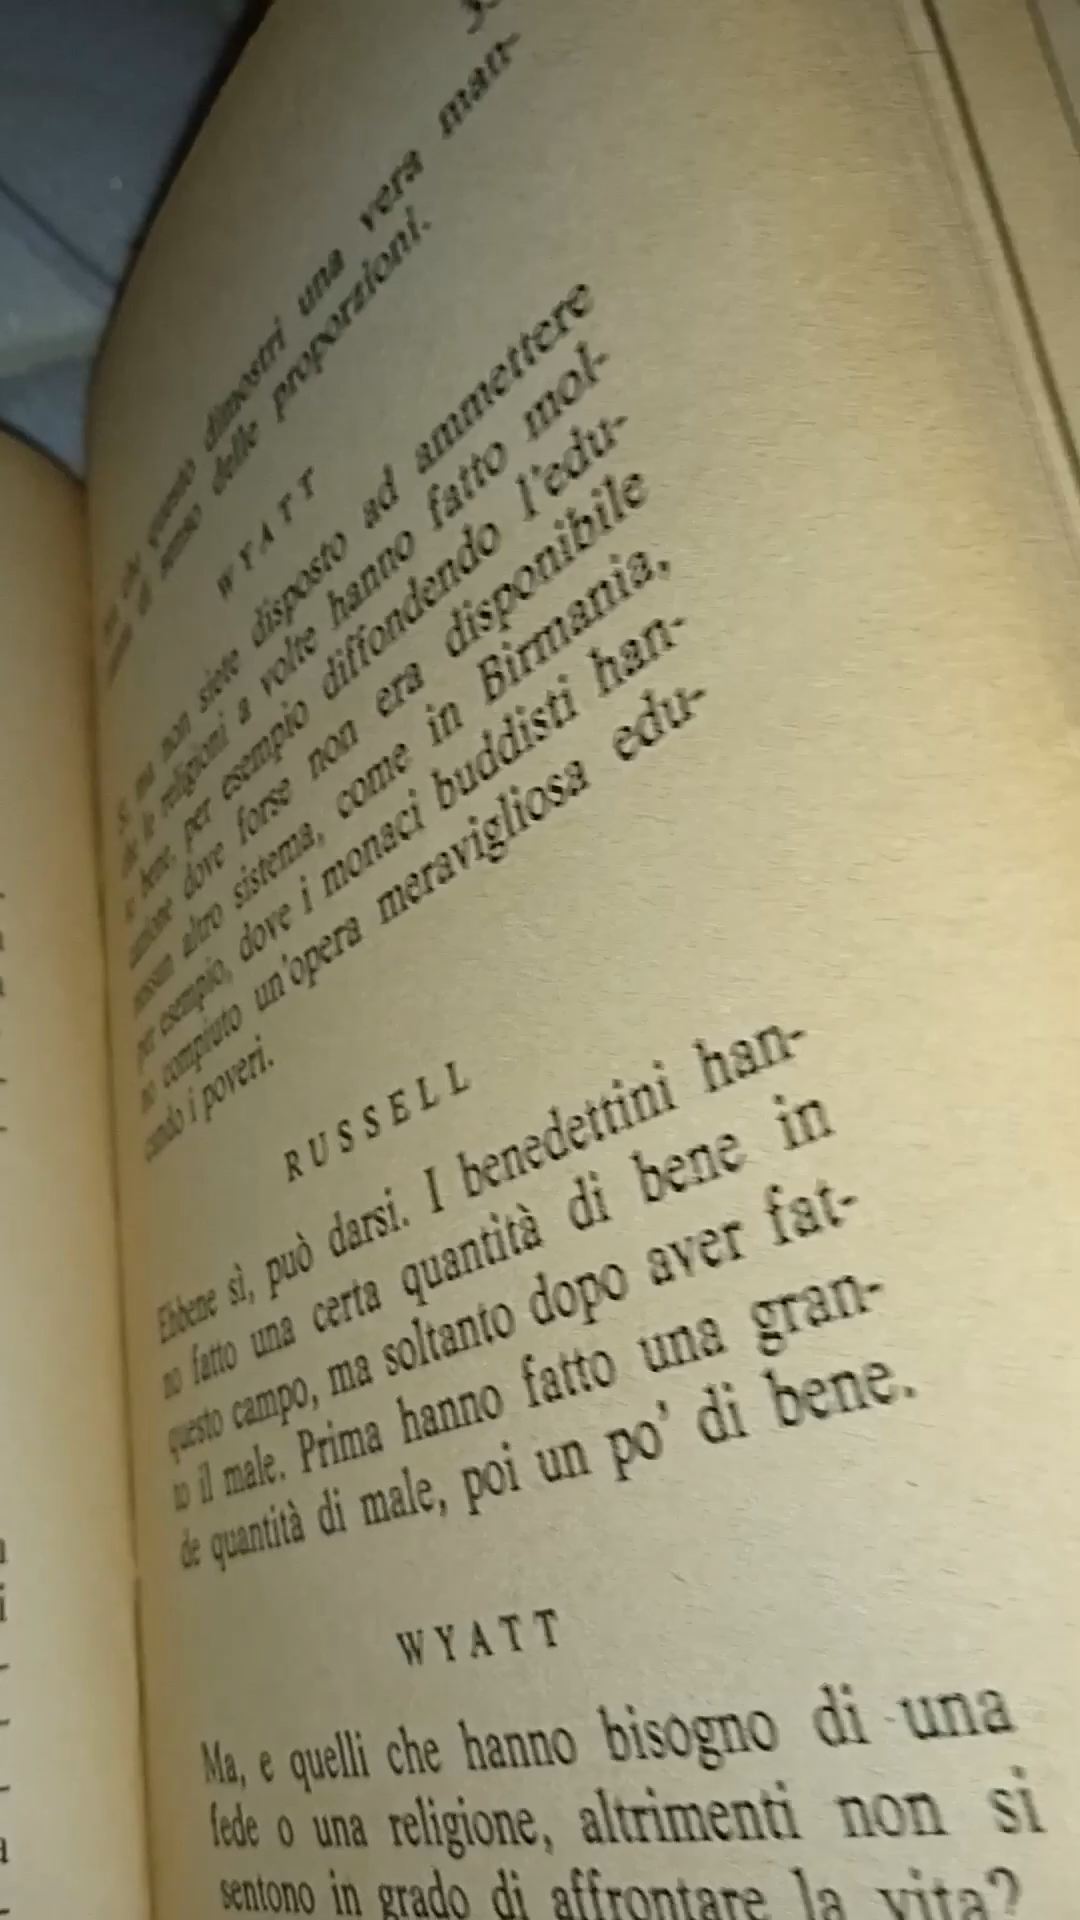 che questo dimostri una vera man-
di senso delle proporzioni.
WYATT
Sì, ma non siete disposto ad ammettere
che le religioni a volte hanno fatto mol-
to bene, per esempio diffondendo l'edu-
cazione dove forse non era disponibile
nessun altro sistema, come in Birmania,
per esempio, dove i monaci buddisti han-
no compiuto un'opera meravigliosa edu-
cando i poveri.
RUSSELL
Ebbene sì, può darsi. I benedettini han-
no fatto una certa quantità di bene in
questo campo, ma soltanto dopo aver fat-
to il male. Prima hanno fatto una gran-
de quantità di male, poi un po' di bene.
WYATT
Ma, e quelli che hanno bisogno di una
fede o una religione, altrimenti non si
sentono in grado di affrontare la vita?